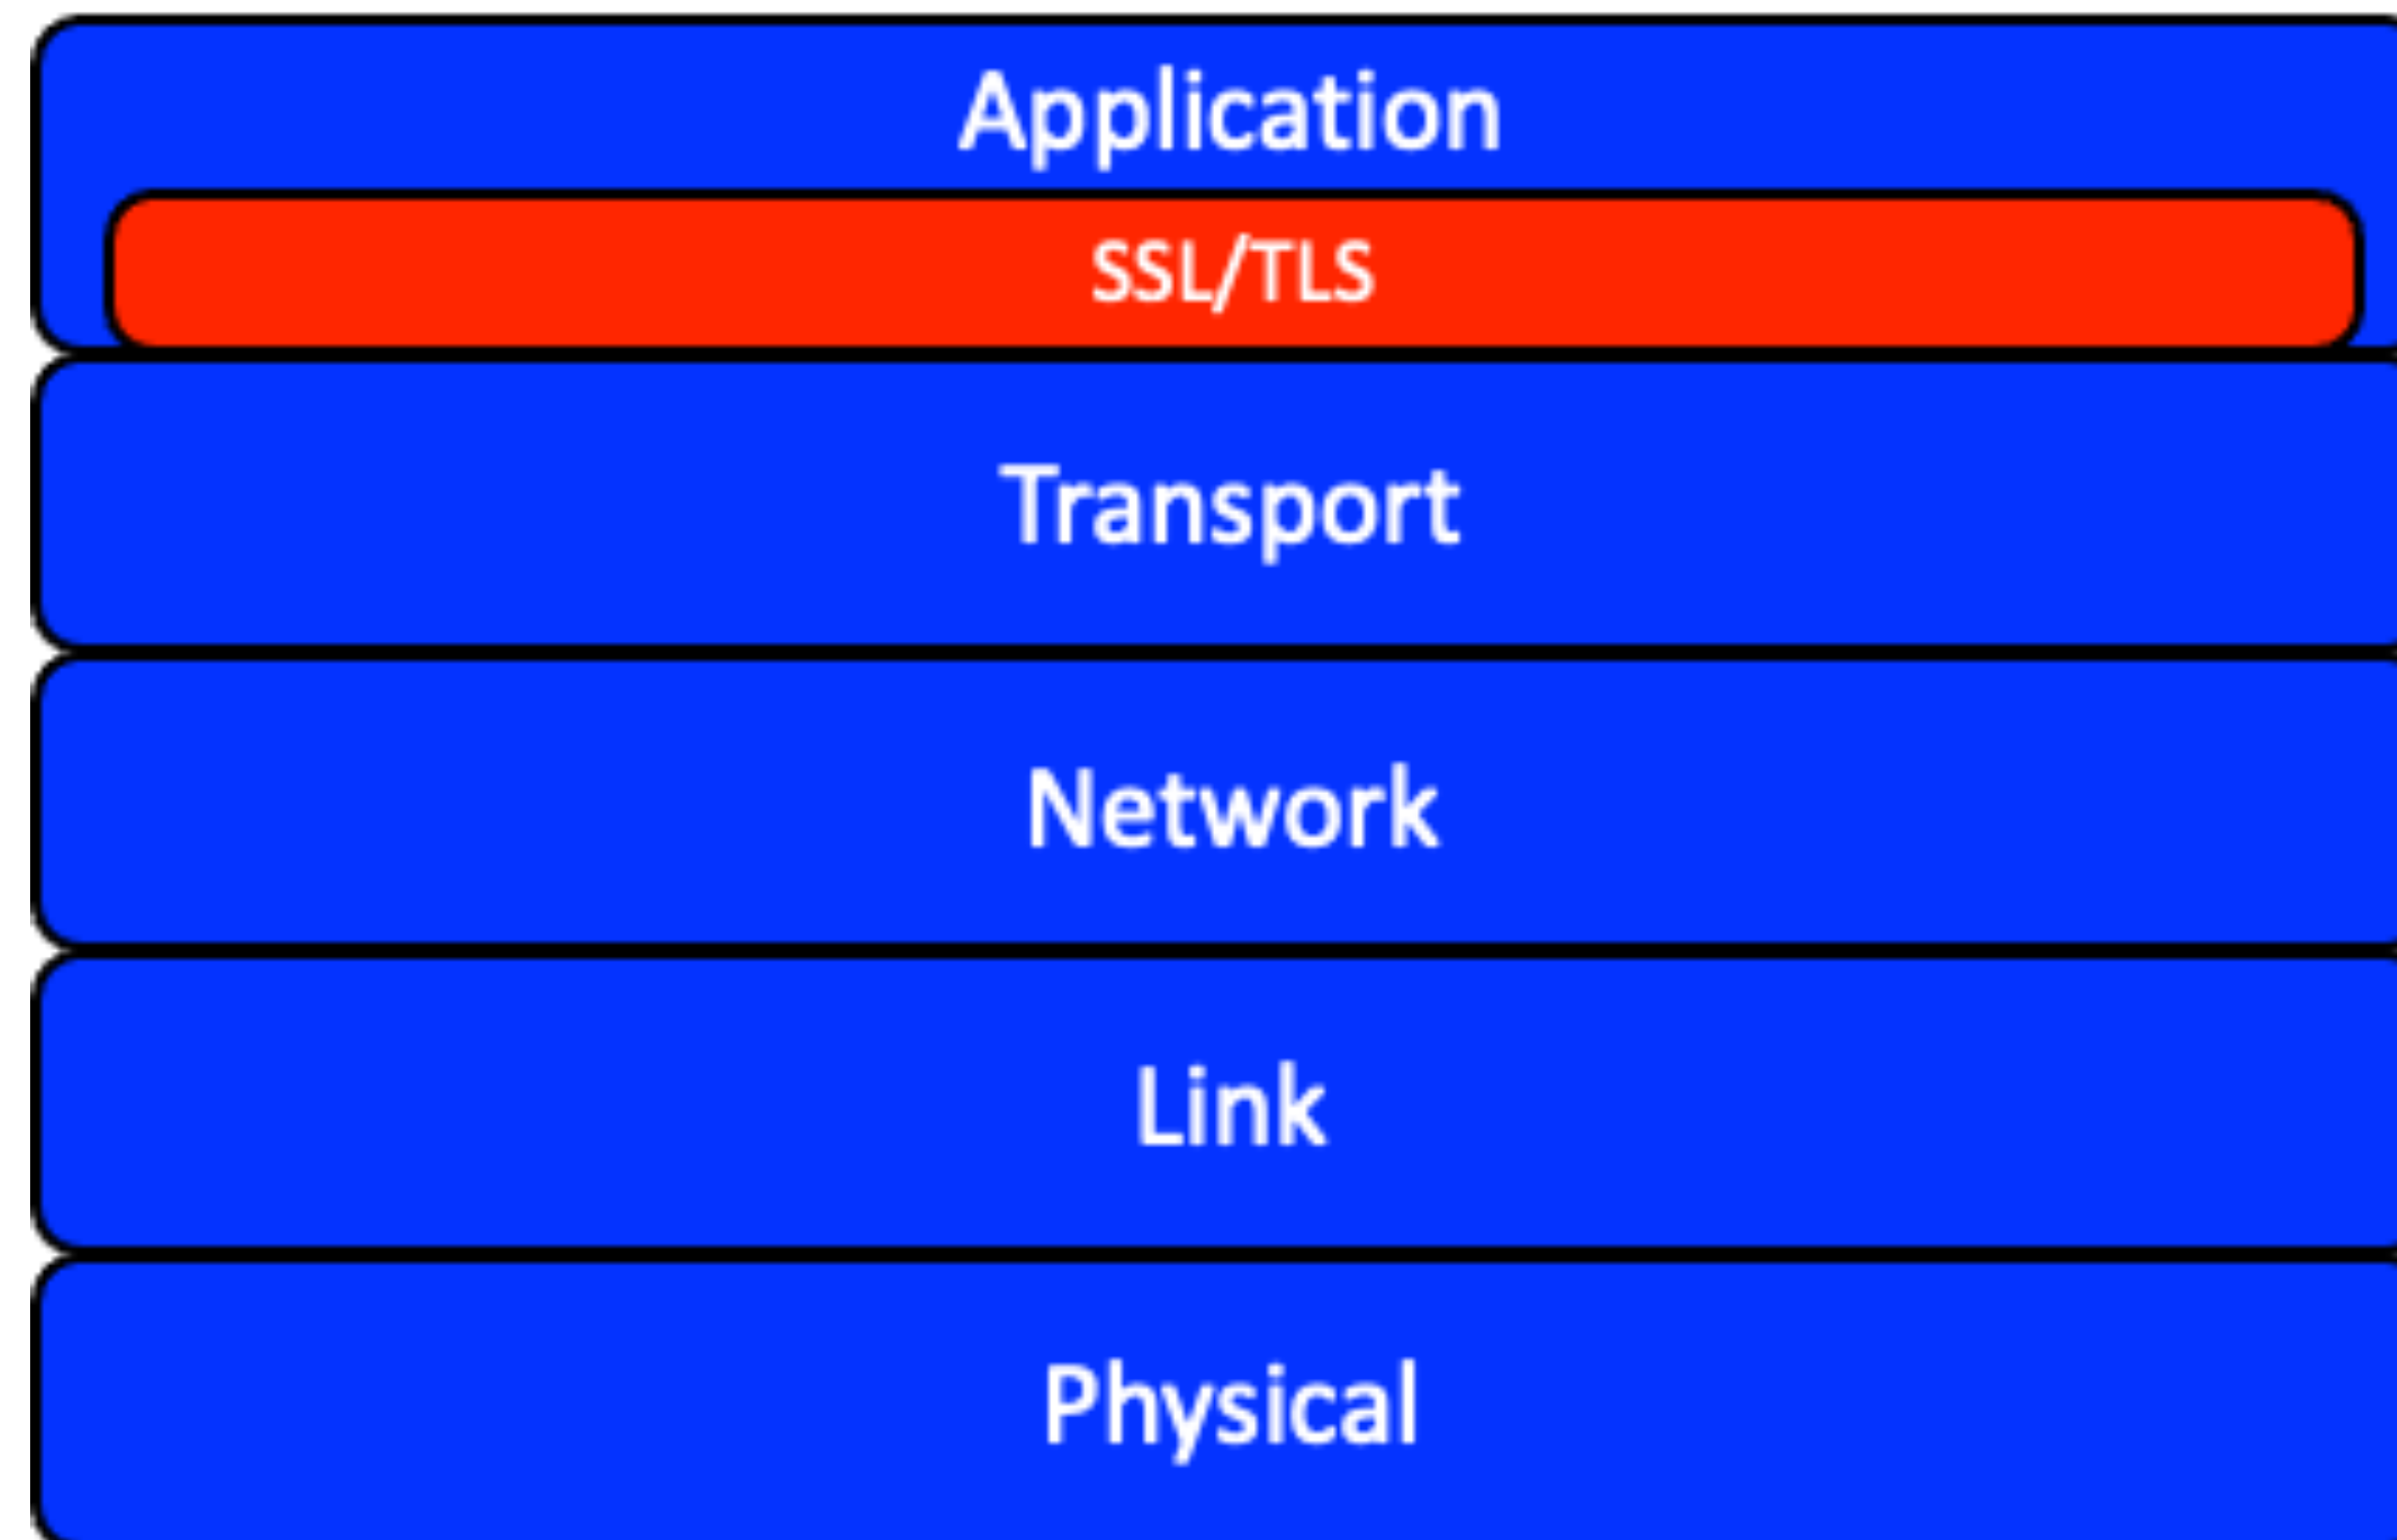 Application
SSL/TLS
Transport
Network
Link
Physical